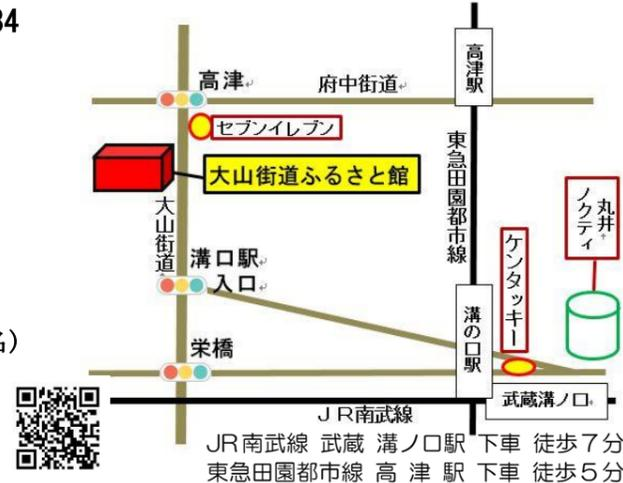 34
高津
府中街道
高津駅
セブンイレブン
大山街道ふるさと館
東急田園都市線
丸井
ノクティ
大山街道
溝口駅
入口
ケンタッキー
溝の口駅
栄橋
武蔵溝ノ口
名）
ＪＲ南武線
JR南武線 武蔵 溝ノ口駅 下車 徒歩７分
東急田園都市線 高 津 駅 下車 徒歩５分